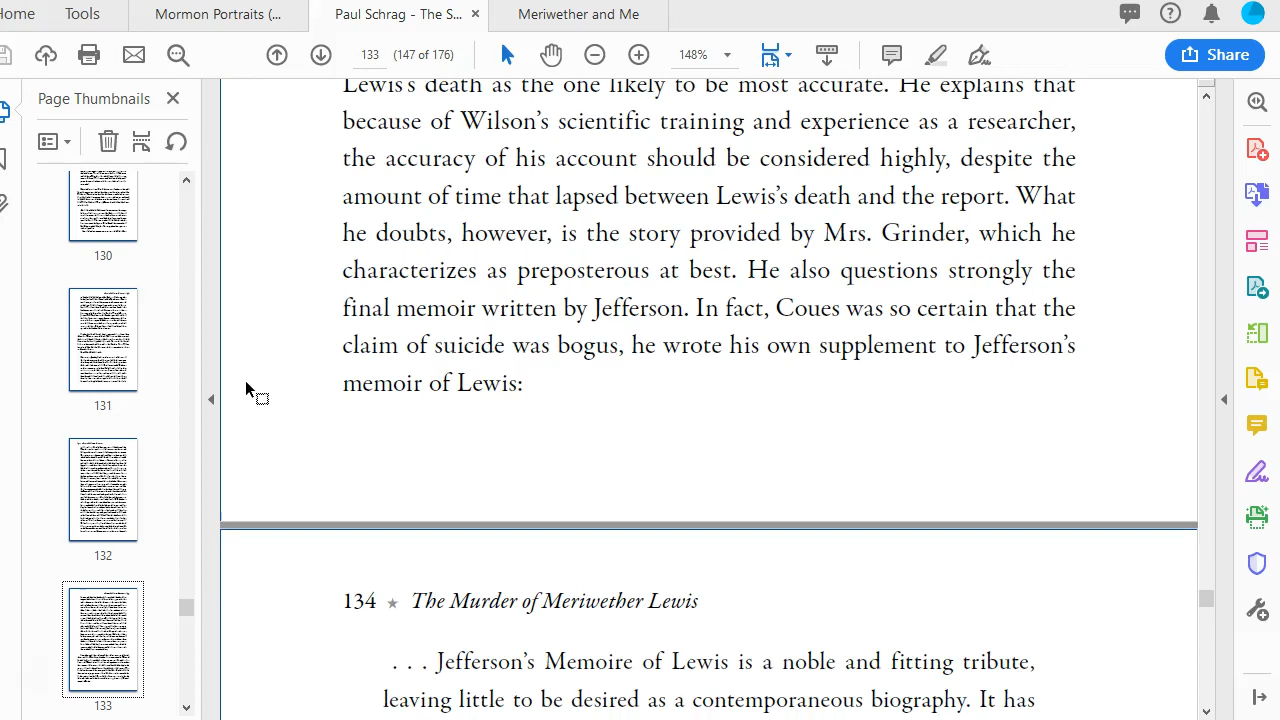 Home
Tools
Mormon Portraits (...
Paul Schrag - The S...
Meriwether and Me
133
(147 of 176)
148%
Share
Page Thumbnails
130
131
132
133
Lewis's death as the one likely to be most accurate. He explains that
because of Wilson's scientific training and experience as a researcher,
the accuracy of his account should be considered highly, despite the
amount of time that lapsed between Lewis's death and the report. What
he doubts, however, is the story provided by Mrs. Grinder, which he
characterizes as preposterous at best. He also questions strongly the
final memoir written by Jefferson. In fact, Coues was so certain that the
claim of suicide was bogus, he wrote his own supplement to Jefferson's
memoir of Lewis:
134 ★ The Murder of Meriwether Lewis
. . . Jefferson's Memoire of Lewis is a noble and fitting tribute,
leaving little to be desired as a contemporaneous biography. It has